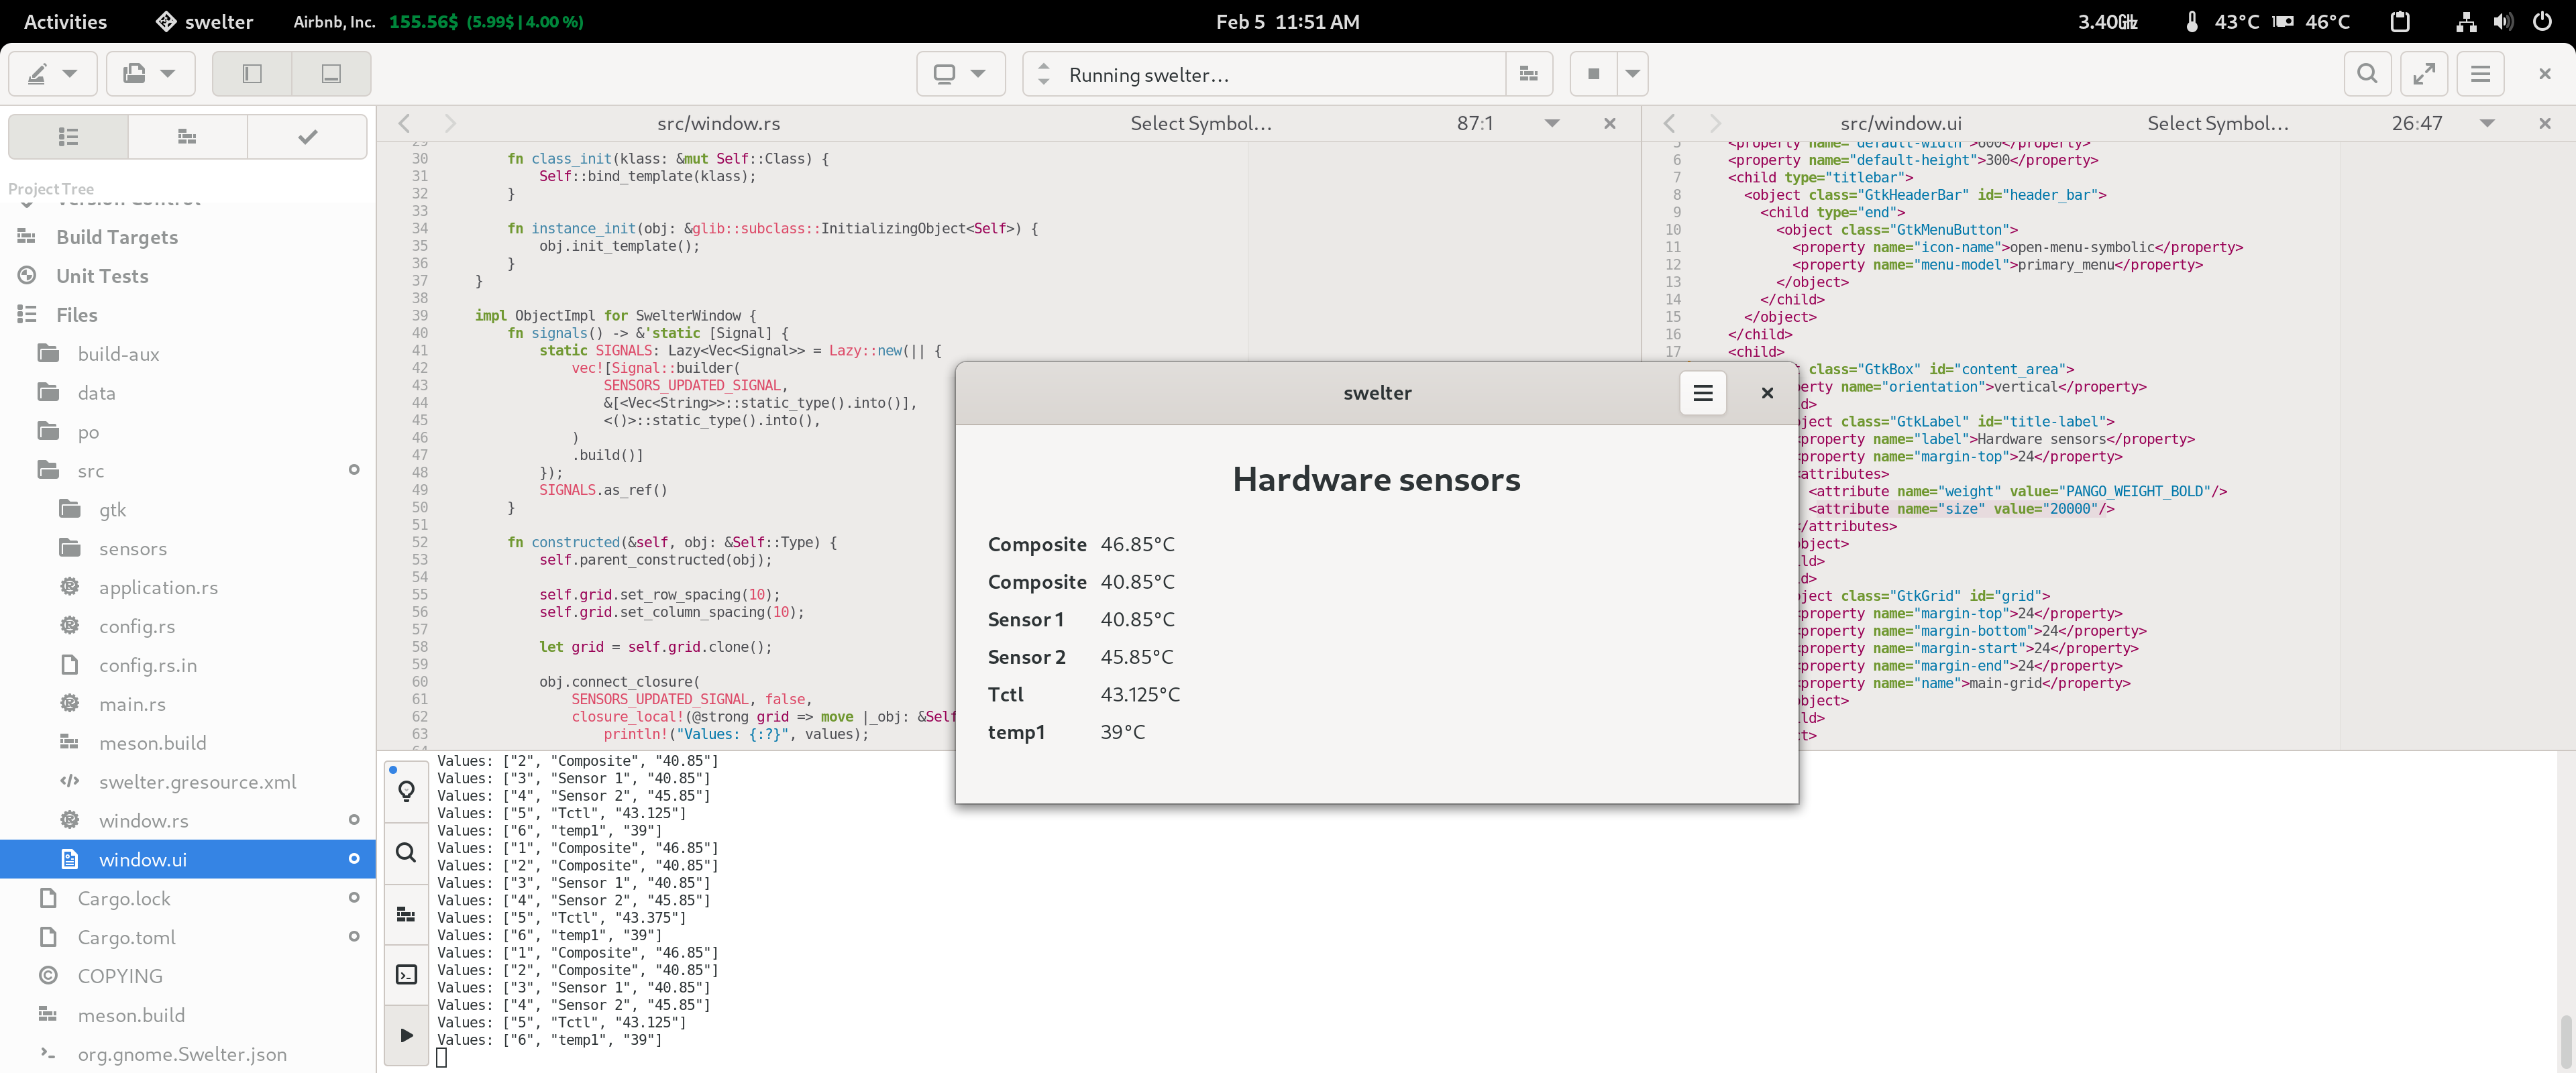 Activities swelter Airbnb, Inc. 155.56$ (5.99$ | 4.00 %) Feb 5 11:51 AM 3.40GHz 43°C 46°C
Running swelter…
src/window.rs Select Symbol… 87:1
src/window.ui Select Symbol… 26:47
Project Tree
Version Control
Build Targets
Unit Tests
Files
build-aux
data
po
src
gtk
sensors
application.rs
config.rs
config.rs.in
main.rs
meson.build
swelter.gresource.xml
window.rs
window.ui
Cargo.lock
Cargo.toml
COPYING
meson.build
org.gnome.Swelter.json
29
30 fn class_init(klass: &mut Self::Class) {
31 Self::bind_template(klass);
32 }
33
34 fn instance_init(obj: &glib::subclass::InitializingObject<Self>) {
35 obj.init_template();
36 }
37 }
38
39 impl ObjectImpl for SwelterWindow {
40 fn signals() -> &'static [Signal] {
41 static SIGNALS: Lazy<Vec<Signal>> = Lazy::new(|| {
42 vec![Signal::builder(
43 SENSORS_UPDATED_SIGNAL,
44 &[<Vec<String>>::static_type().into()],
45 <()>::static_type().into(),
46 )
47 .build()]
48 });
49 SIGNALS.as_ref()
50 }
51
52 fn constructed(&self, obj: &Self::Type) {
53 self.parent_constructed(obj);
54
55 self.grid.set_row_spacing(10);
56 self.grid.set_column_spacing(10);
57
58 let grid = self.grid.clone();
59
60 obj.connect_closure(
61 SENSORS_UPDATED_SIGNAL, false,
62 closure_local!(@strong grid => move |_obj: &Self
63 println!("Values: {:?}", values);
64
5 <property name="default-width">600</property>
6 <property name="default-height">300</property>
7 <child type="titlebar">
8 <object class="GtkHeaderBar" id="header_bar">
9 <child type="end">
10 <object class="GtkMenuButton">
11 <property name="icon-name">open-menu-symbolic</property>
12 <property name="menu-model">primary_menu</property>
13 </object>
14 </child>
15 </object>
16 </child>
17 <child>
class="GtkBox" id="content_area">
erty name="orientation">vertical</property>
d>
ject class="GtkLabel" id="title-label">
property name="label">Hardware sensors</property>
property name="margin-top">24</property>
attributes>
<attribute name="weight" value="PANGO_WEIGHT_BOLD"/>
<attribute name="size" value="20000"/>
/attributes>
bject>
ld>
d>
ject class="GtkGrid" id="grid">
property name="margin-top">24</property>
property name="margin-bottom">24</property>
property name="margin-start">24</property>
property name="margin-end">24</property>
property name="name">main-grid</property>
bject>
ld>
t>
swelter
Hardware sensors
Composite 46.85°C
Composite 40.85°C
Sensor 1 40.85°C
Sensor 2 45.85°C
Tctl 43.125°C
temp1 39°C
Values: ["2", "Composite", "40.85"]
Values: ["3", "Sensor 1", "40.85"]
Values: ["4", "Sensor 2", "45.85"]
Values: ["5", "Tctl", "43.125"]
Values: ["6", "temp1", "39"]
Values: ["1", "Composite", "46.85"]
Values: ["2", "Composite", "40.85"]
Values: ["3", "Sensor 1", "40.85"]
Values: ["4", "Sensor 2", "45.85"]
Values: ["5", "Tctl", "43.375"]
Values: ["6", "temp1", "39"]
Values: ["1", "Composite", "46.85"]
Values: ["2", "Composite", "40.85"]
Values: ["3", "Sensor 1", "40.85"]
Values: ["4", "Sensor 2", "45.85"]
Values: ["5", "Tctl", "43.125"]
Values: ["6", "temp1", "39"]